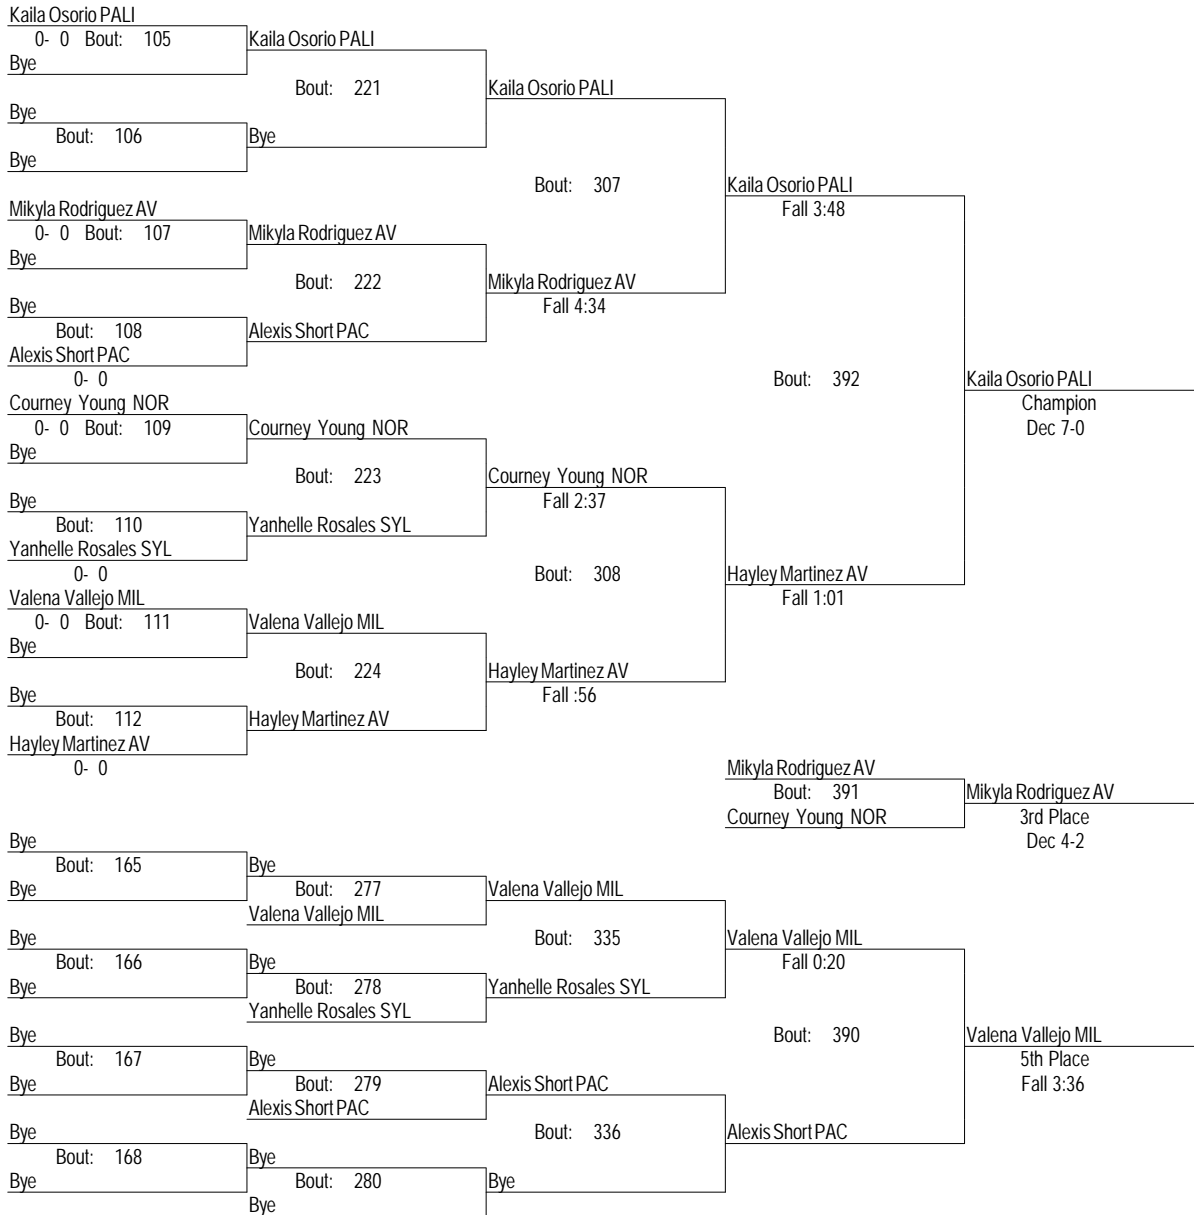 Kaila Osorio PALI
0- 0 Bout: 105 Kaila Osorio PALI
Bye
Bout: 221 Kaila Osorio PALI
Bye
Bout: 106 Bye
Bye
Bout: 307 Kaila Osorio PALI
Mikyla Rodriguez AV Fall 3:48
0- 0 Bout: 107 Mikyla Rodriguez AV
Bye
Bout: 222 Mikyla Rodriguez AV
Bye Fall 4:34
Bout: 108 Alexis Short PAC
Alexis Short PAC
0- 0 Bout: 392 Kaila Osorio PALI
Courney Young NOR Champion
0- 0 Bout: 109 Courney Young NOR Dec 7-0
Bye
Bout: 223 Courney Young NOR
Bye Fall 2:37
Bout: 110 Yanhelle Rosales SYL
Yanhelle Rosales SYL
0- 0 Bout: 308 Hayley Martinez AV
Valena Vallejo MIL Fall 1:01
0- 0 Bout: 111 Valena Vallejo MIL
Bye
Bout: 224 Hayley Martinez AV
Bye Fall :56
Bout: 112 Hayley Martinez AV
Hayley Martinez AV
0- 0 Mikyla Rodriguez AV
Bout: 391 Mikyla Rodriguez AV
Courney Young NOR 3rd Place
Bye Dec 4-2
Bout: 165 Bye
Bye Bout: 277 Valena Vallejo MIL
Valena Vallejo MIL
Bye Bout: 335 Valena Vallejo MIL
Bout: 166 Bye Fall 0:20
Bye Bout: 278 Yanhelle Rosales SYL
Yanhelle Rosales SYL
Bye Bout: 390 Valena Vallejo MIL
Bout: 167 Bye 5th Place
Bye Bout: 279 Alexis Short PAC Fall 3:36
Alexis Short PAC
Bye Bout: 336 Alexis Short PAC
Bout: 168 Bye
Bye Bout: 280 Bye
Bye